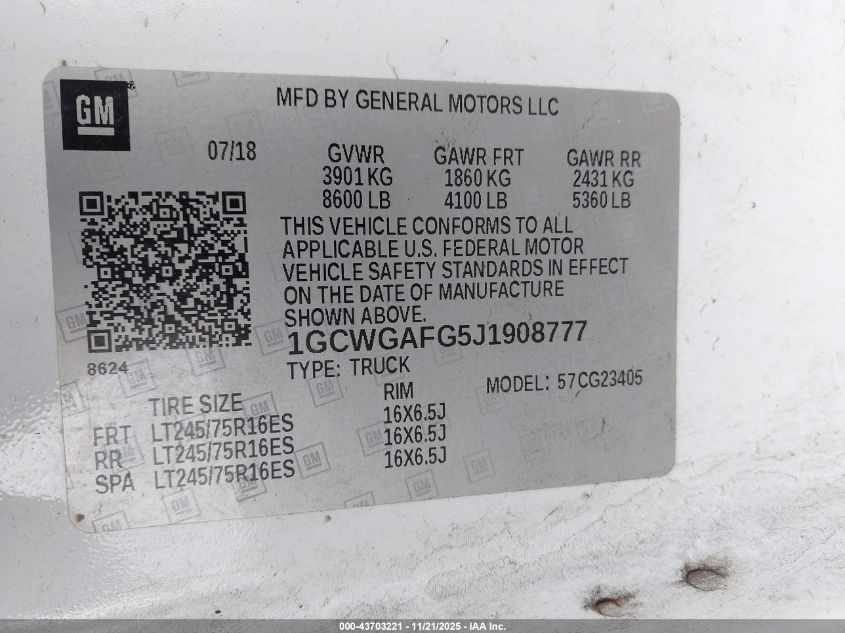 GM®
MFD BY GENERAL MOTORS LLC
07/18 GVWR GAWR FRT GAWR RR
3901 KG 1860 KG 2431 KG
8600 LB 4100 LB 5360 LB
THIS VEHICLE CONFORMS TO ALL
APPLICABLE U.S. FEDERAL MOTOR
VEHICLE SAFETY STANDARDS IN EFFECT
ON THE DATE OF MANUFACTURE
SHOWN ABOVE.
1GCWGAFG5J1908777
8624 TYPE: TRUCK MODEL: 57CG23405
TIRE SIZE RIM
FRT LT245/75R16ES 16X6.5J
RR LT245/75R16ES 16X6.5J
SPA LT245/75R16ES 16X6.5J
000-43703221 - 11/21/2025 - IAA Inc.